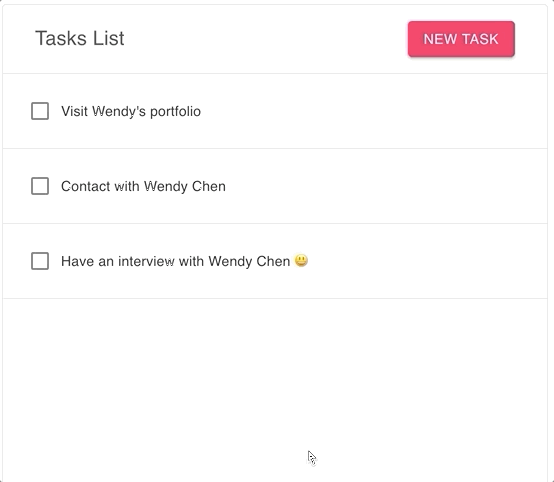 Tasks List
NEW TASK
Visit Wendy's portfolio
Contact with Wendy Chen
Have an interview with Wendy Chen 😃